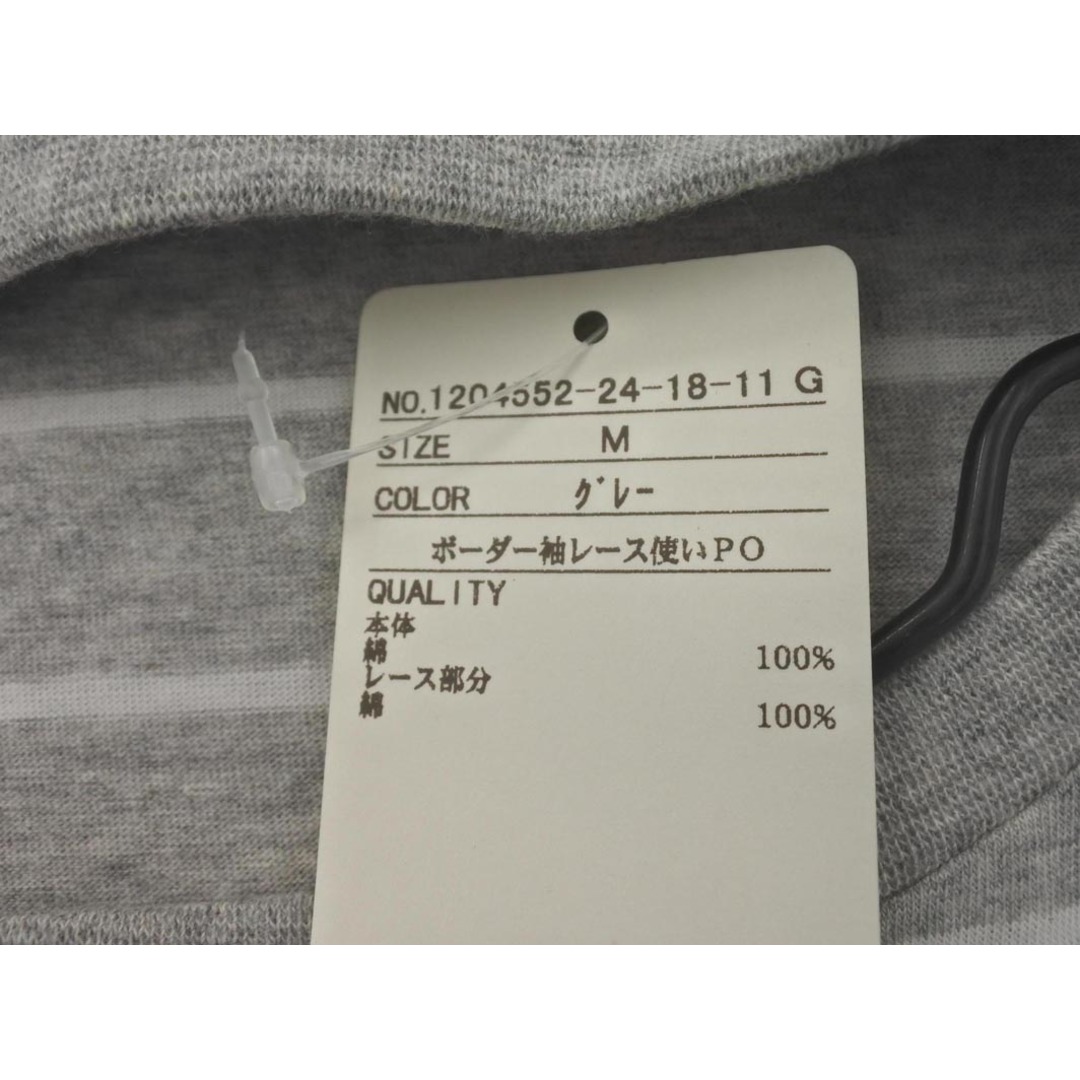 NO.1204552-24-18-11 G
SIZE M
COLOR グレー
ボーダー袖レース使いPO
QUALITY
本体
綿 100%
レース部分
綿 100%